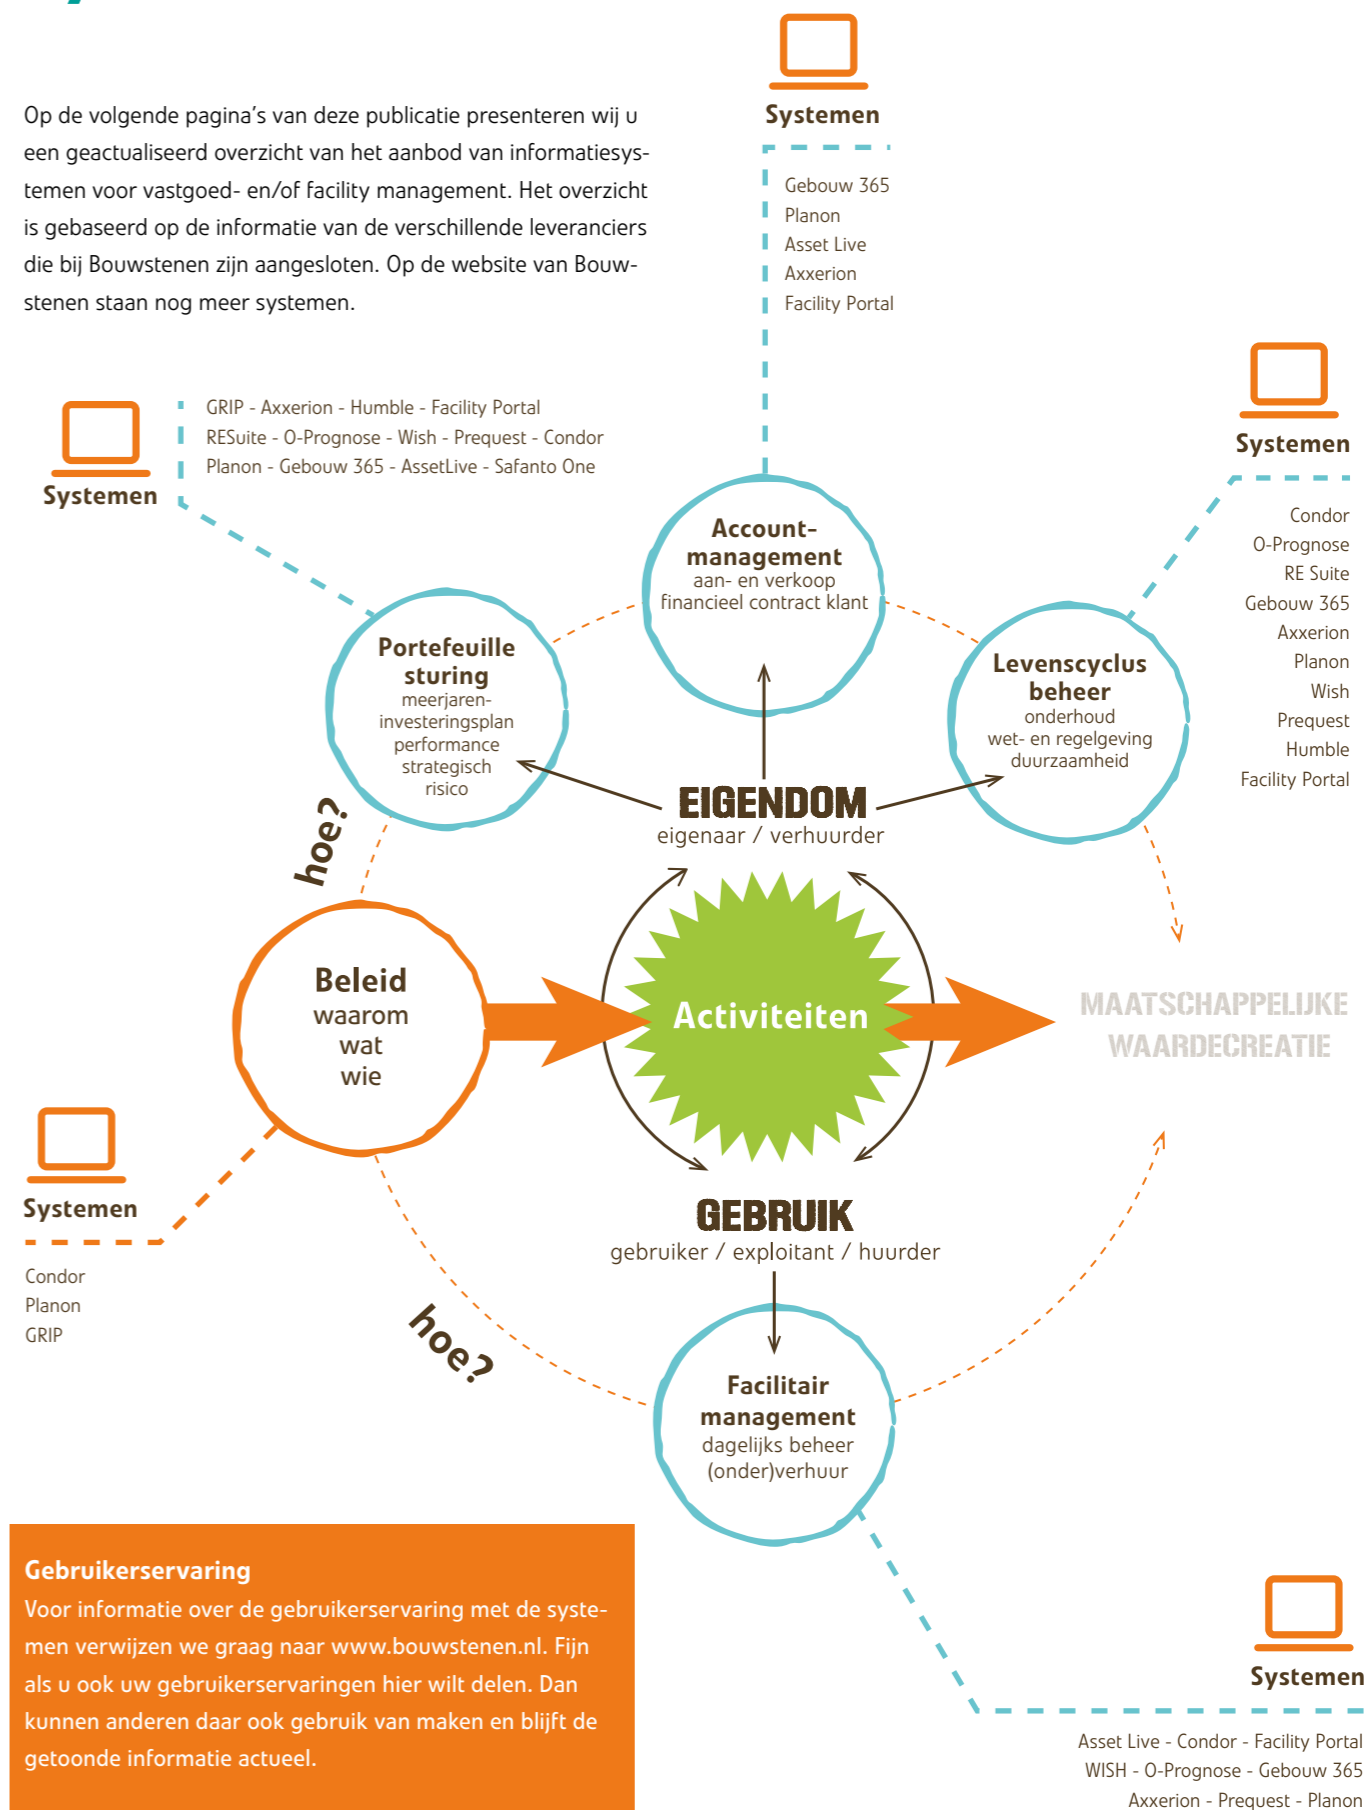 Op de volgende pagina's van deze publicatie presenteren wij u
een geactualiseerd overzicht van het aanbod van informatiesys-
temen voor vastgoed- en/of facility management. Het overzicht
is gebaseerd op de informatie van de verschillende leveranciers
die bij Bouwstenen zijn aangesloten. Op de website van Bouw-
stenen staan nog meer systemen.
Systemen
Gebouw 365
Planon
Asset Live
Axxerion
Facility Portal
Systemen
GRIP - Axxerion - Humble - Facility Portal
RESuite - O-Prognose - Wish - Prequest - Condor
Planon - Gebouw 365 - AssetLive - Safanto One
Systemen
Condor
O-Prognose
RE Suite
Gebouw 365
Axxerion
Planon
Wish
Prequest
Humble
Facility Portal
Account-
management
aan- en verkoop
financieel contract klant
Portefeuille
sturing
meerjaren-
investeringsplan
performance
strategisch
risico
Levenscyclus
beheer
onderhoud
wet- en regelgeving
duurzaamheid
EIGENDOM
eigenaar / verhuurder
hoe?
Beleid
waarom
wat
wie
Activiteiten
MAATSCHAPPELIJKE
WAARDECREATIE
Systemen
Condor
Planon
GRIP
GEBRUIK
gebruiker / exploitant / huurder
hoe?
Facilitair
management
dagelijks beheer
(onder)verhuur
Gebruikerservaring
Voor informatie over de gebruikerservaring met de syste-
men verwijzen we graag naar www.bouwstenen.nl. Fijn
als u ook uw gebruikerservaringen hier wilt delen. Dan
kunnen anderen daar ook gebruik van maken en blijft de
getoonde informatie actueel.
Systemen
Asset Live - Condor - Facility Portal
WISH - O-Prognose - Gebouw 365
Axxerion - Prequest - Planon